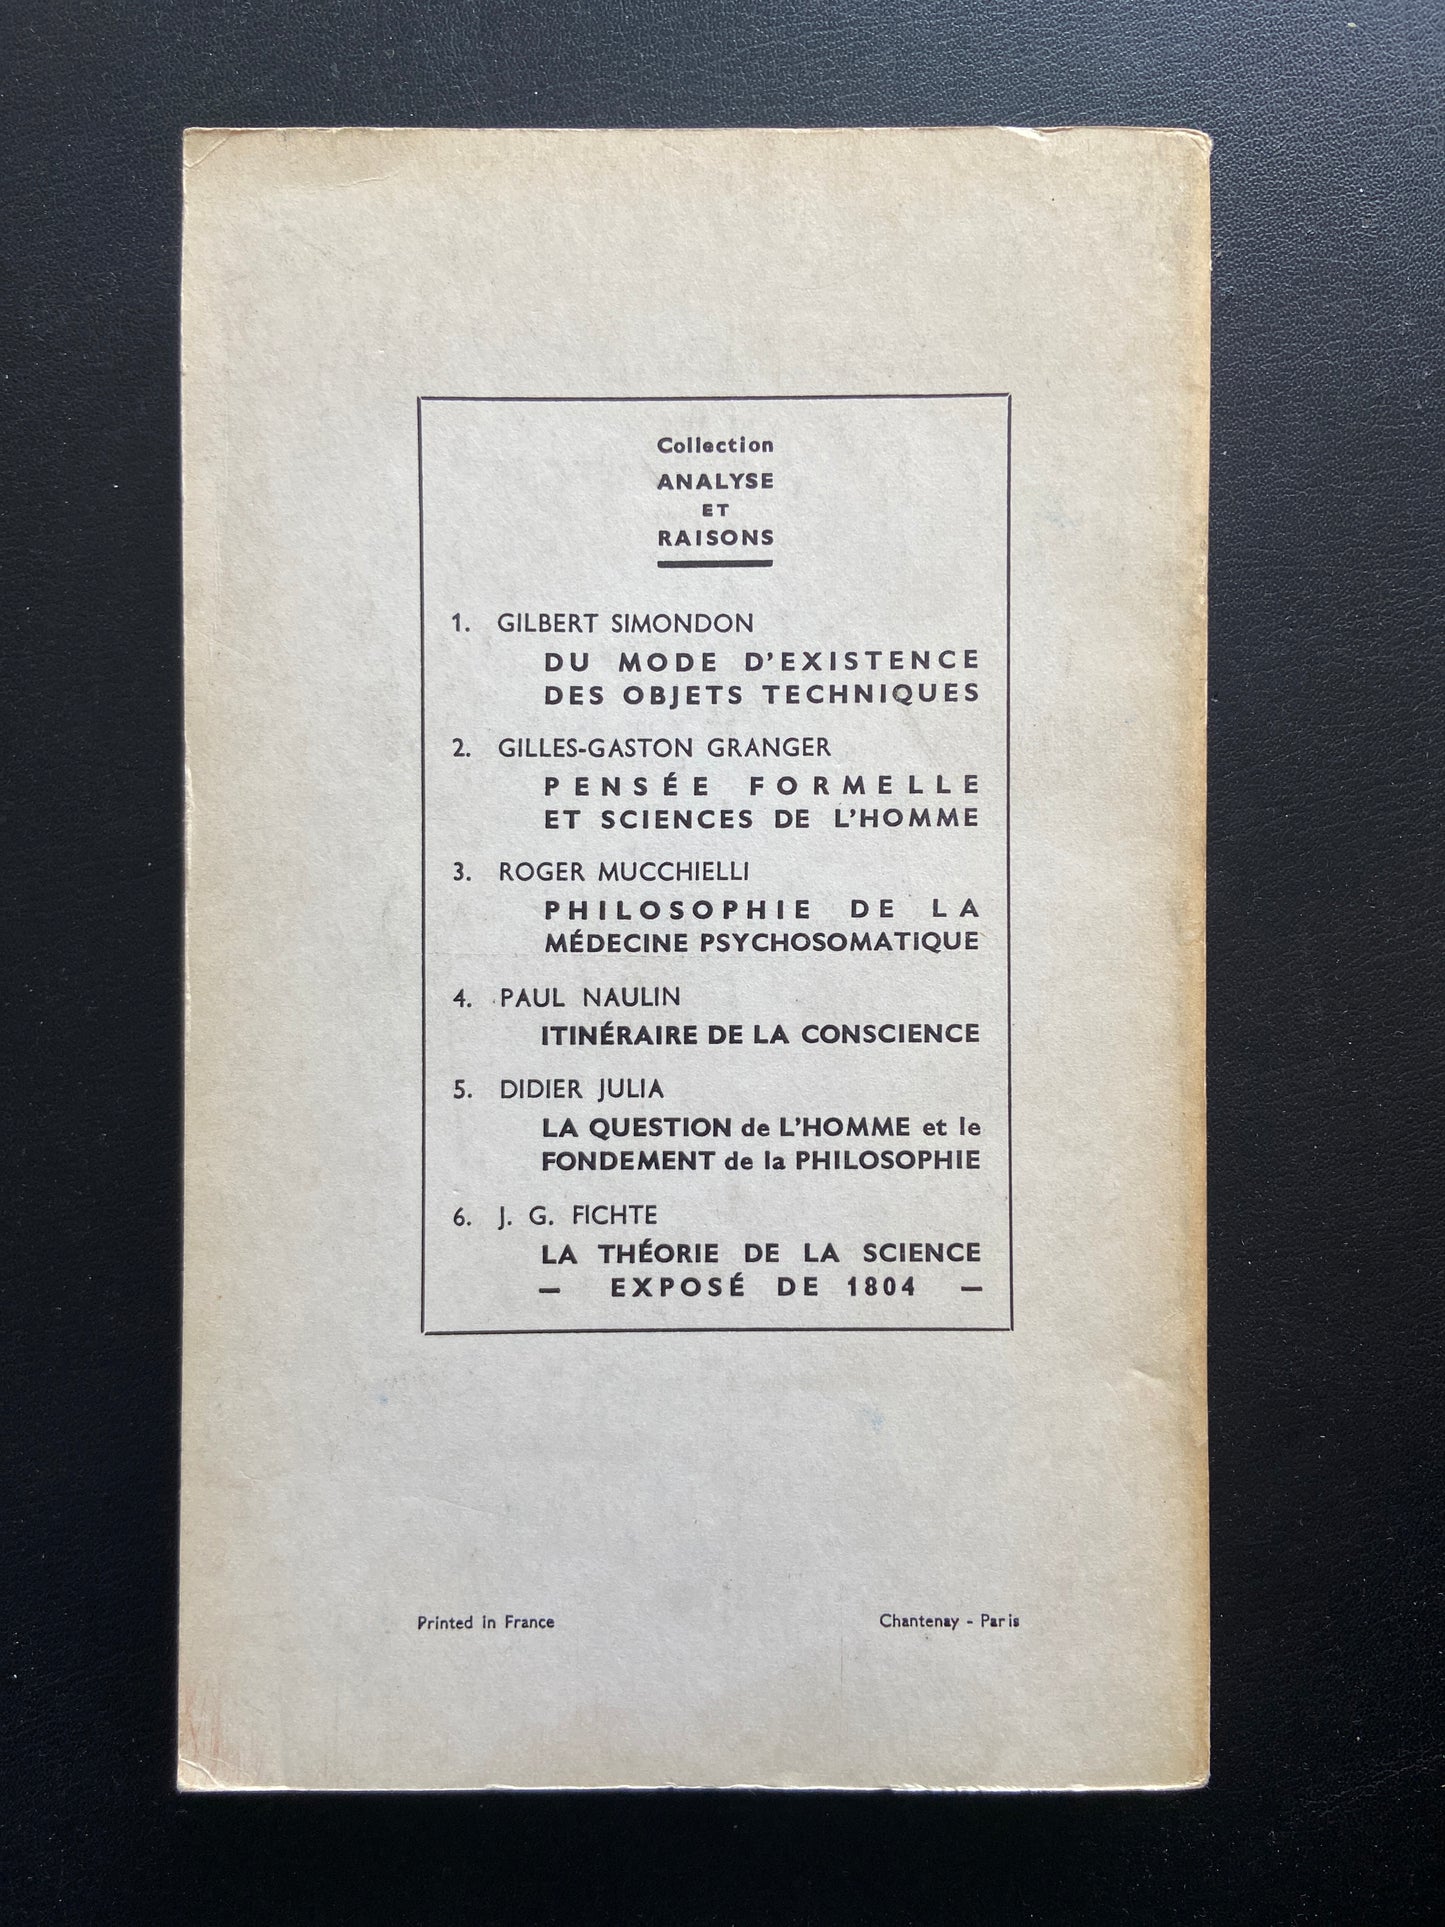 Collection
ANALYSE
ET
RAISONS
1. GILBERT SIMONDON
DU MODE D'EXISTENCE
DES OBJETS TECHNIQUES
2. GILLES-GASTON GRANGER
PENSÉE FORMELLE
ET SCIENCES DE L'HOMME
3. ROGER MUCCHIELLI
PHILOSOPHIE DE LA
MÉDECINE PSYCHOSOMATIQUE
4. PAUL NAULIN
ITINÉRAIRE DE LA CONSCIENCE
5. DIDIER JULIA
LA QUESTION de L'HOMME et le
FONDEMENT de la PHILOSOPHIE
6. J. G. FICHTE
LA THÉORIE DE LA SCIENCE
— EXPOSÉ DE 1804 —
Printed in France
Chantenay - Paris